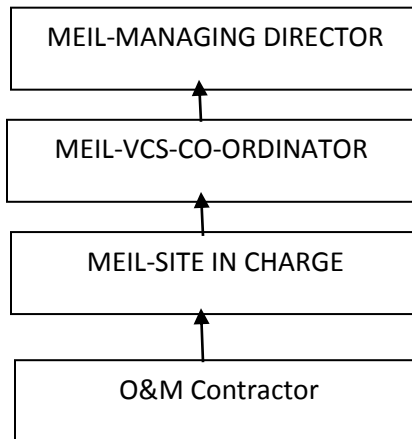 MEIL-MANAGING DIRECTOR
MEIL-VCS-CO-ORDINATOR
MEIL-SITE IN CHARGE
O&M Contractor